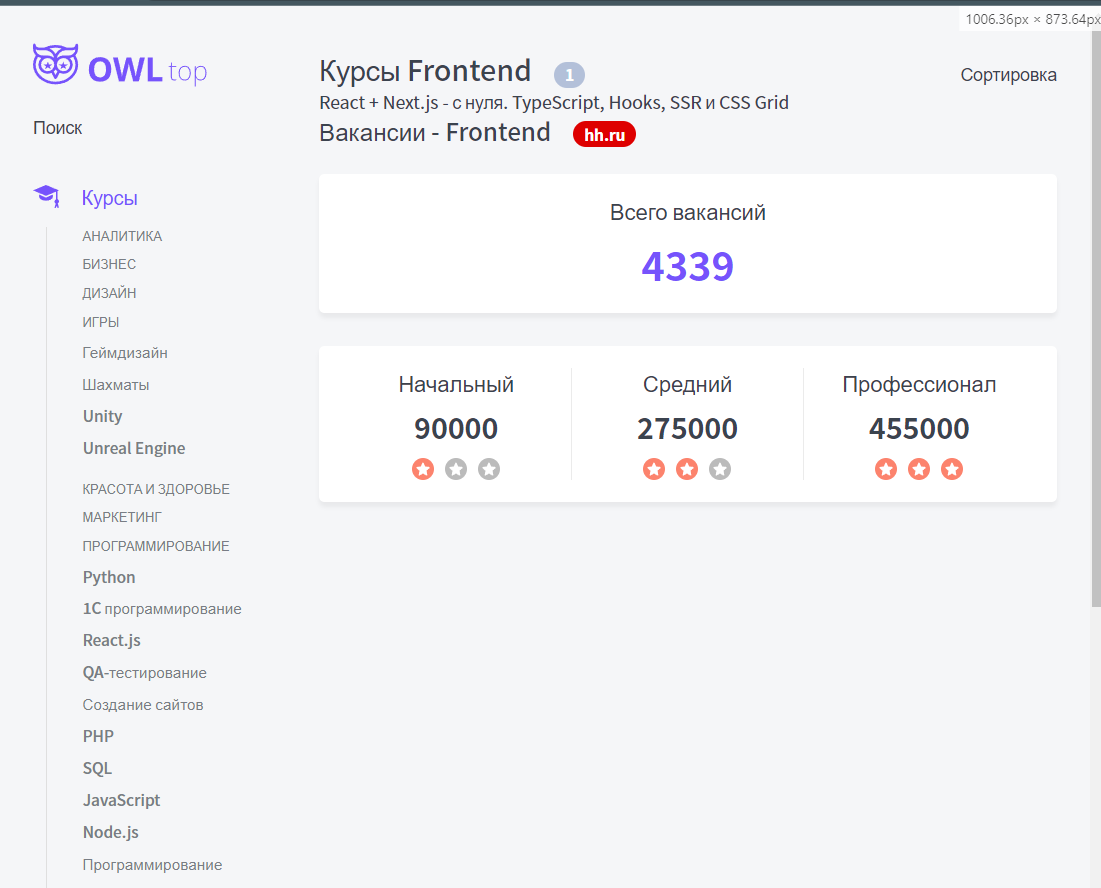 1006.36px × 873.64px
OWL top
Поиск
Курсы
АНАЛИТИКА
БИЗНЕС
ДИЗАЙН
ИГРЫ
Геймдизайн
Шахматы
Unity
Unreal Engine
КРАСОТА И ЗДОРОВЬЕ
МАРКЕТИНГ
ПРОГРАММИРОВАНИЕ
Python
1C программирование
React.js
QA-тестирование
Создание сайтов
PHP
SQL
JavaScript
Node.js
Программирование
Курсы Frontend 1
Сортировка
React + Next.js - с нуля. TypeScript, Hooks, SSR и CSS Grid
Вакансии - Frontend hh.ru
Всего вакансий
4339
Начальный
90000
Средний
275000
Профессионал
455000